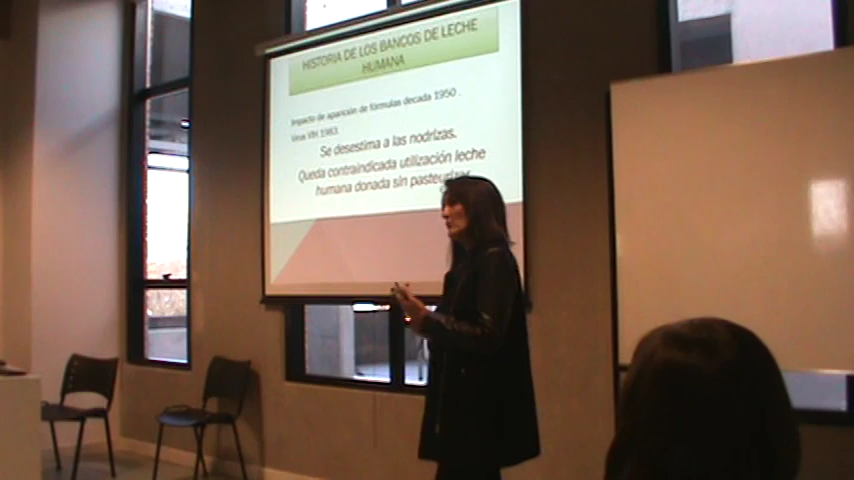 HISTORIA DE LOS BANCOS DE LECHE
HUMANA
Impacto de aparición de fórmulas decada 1950 .
Virus VIH 1983.
Se desestima a las nodrizas.
Queda contraindicada utilización leche
humana donada sin pasteurizar